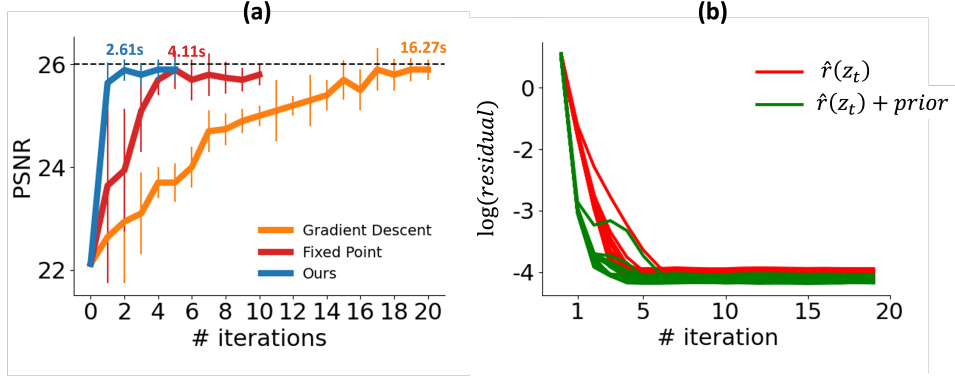 (a)
2.61s
4.11s
16.27s
26
24
22
PSNR
Gradient Descent
Fixed Point
Ours
0 2 4 6 8 10 12 14 16 18 20
# iterations
(b)
r̂(z_t)
r̂(z_t) + prior
0
-2
-3
-4
log(residual)
1 5 10 15 20
# iteration